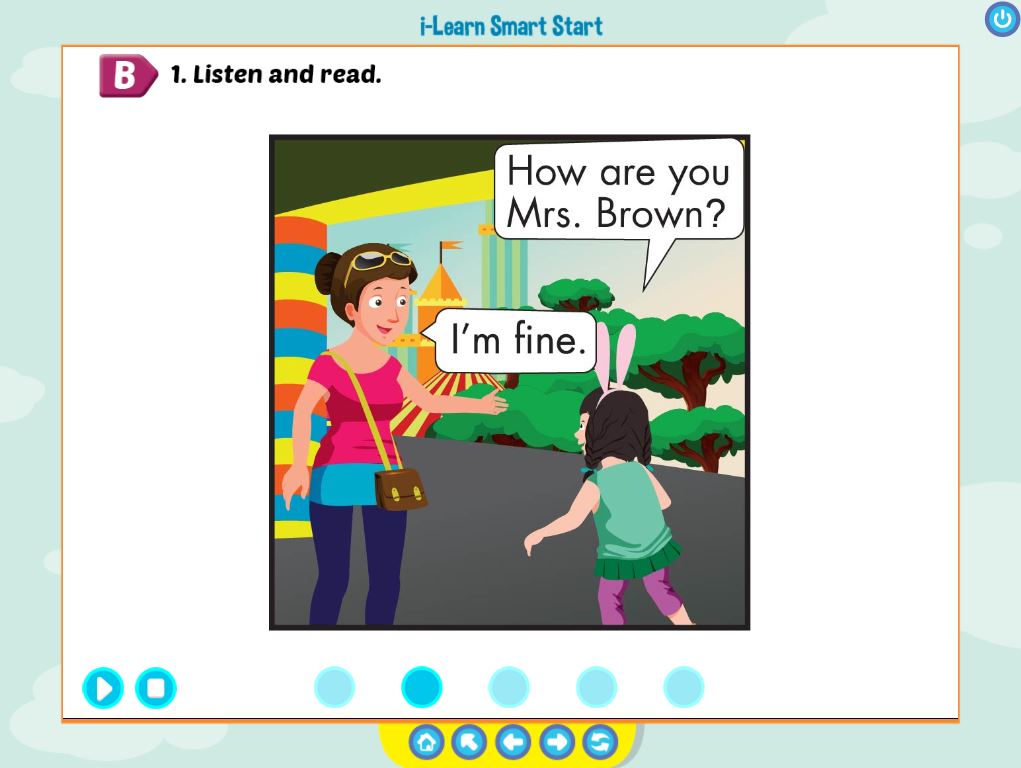 i-Learn Smart Start
B
1. Listen and read.
How are you
Mrs. Brown?
I'm fine.